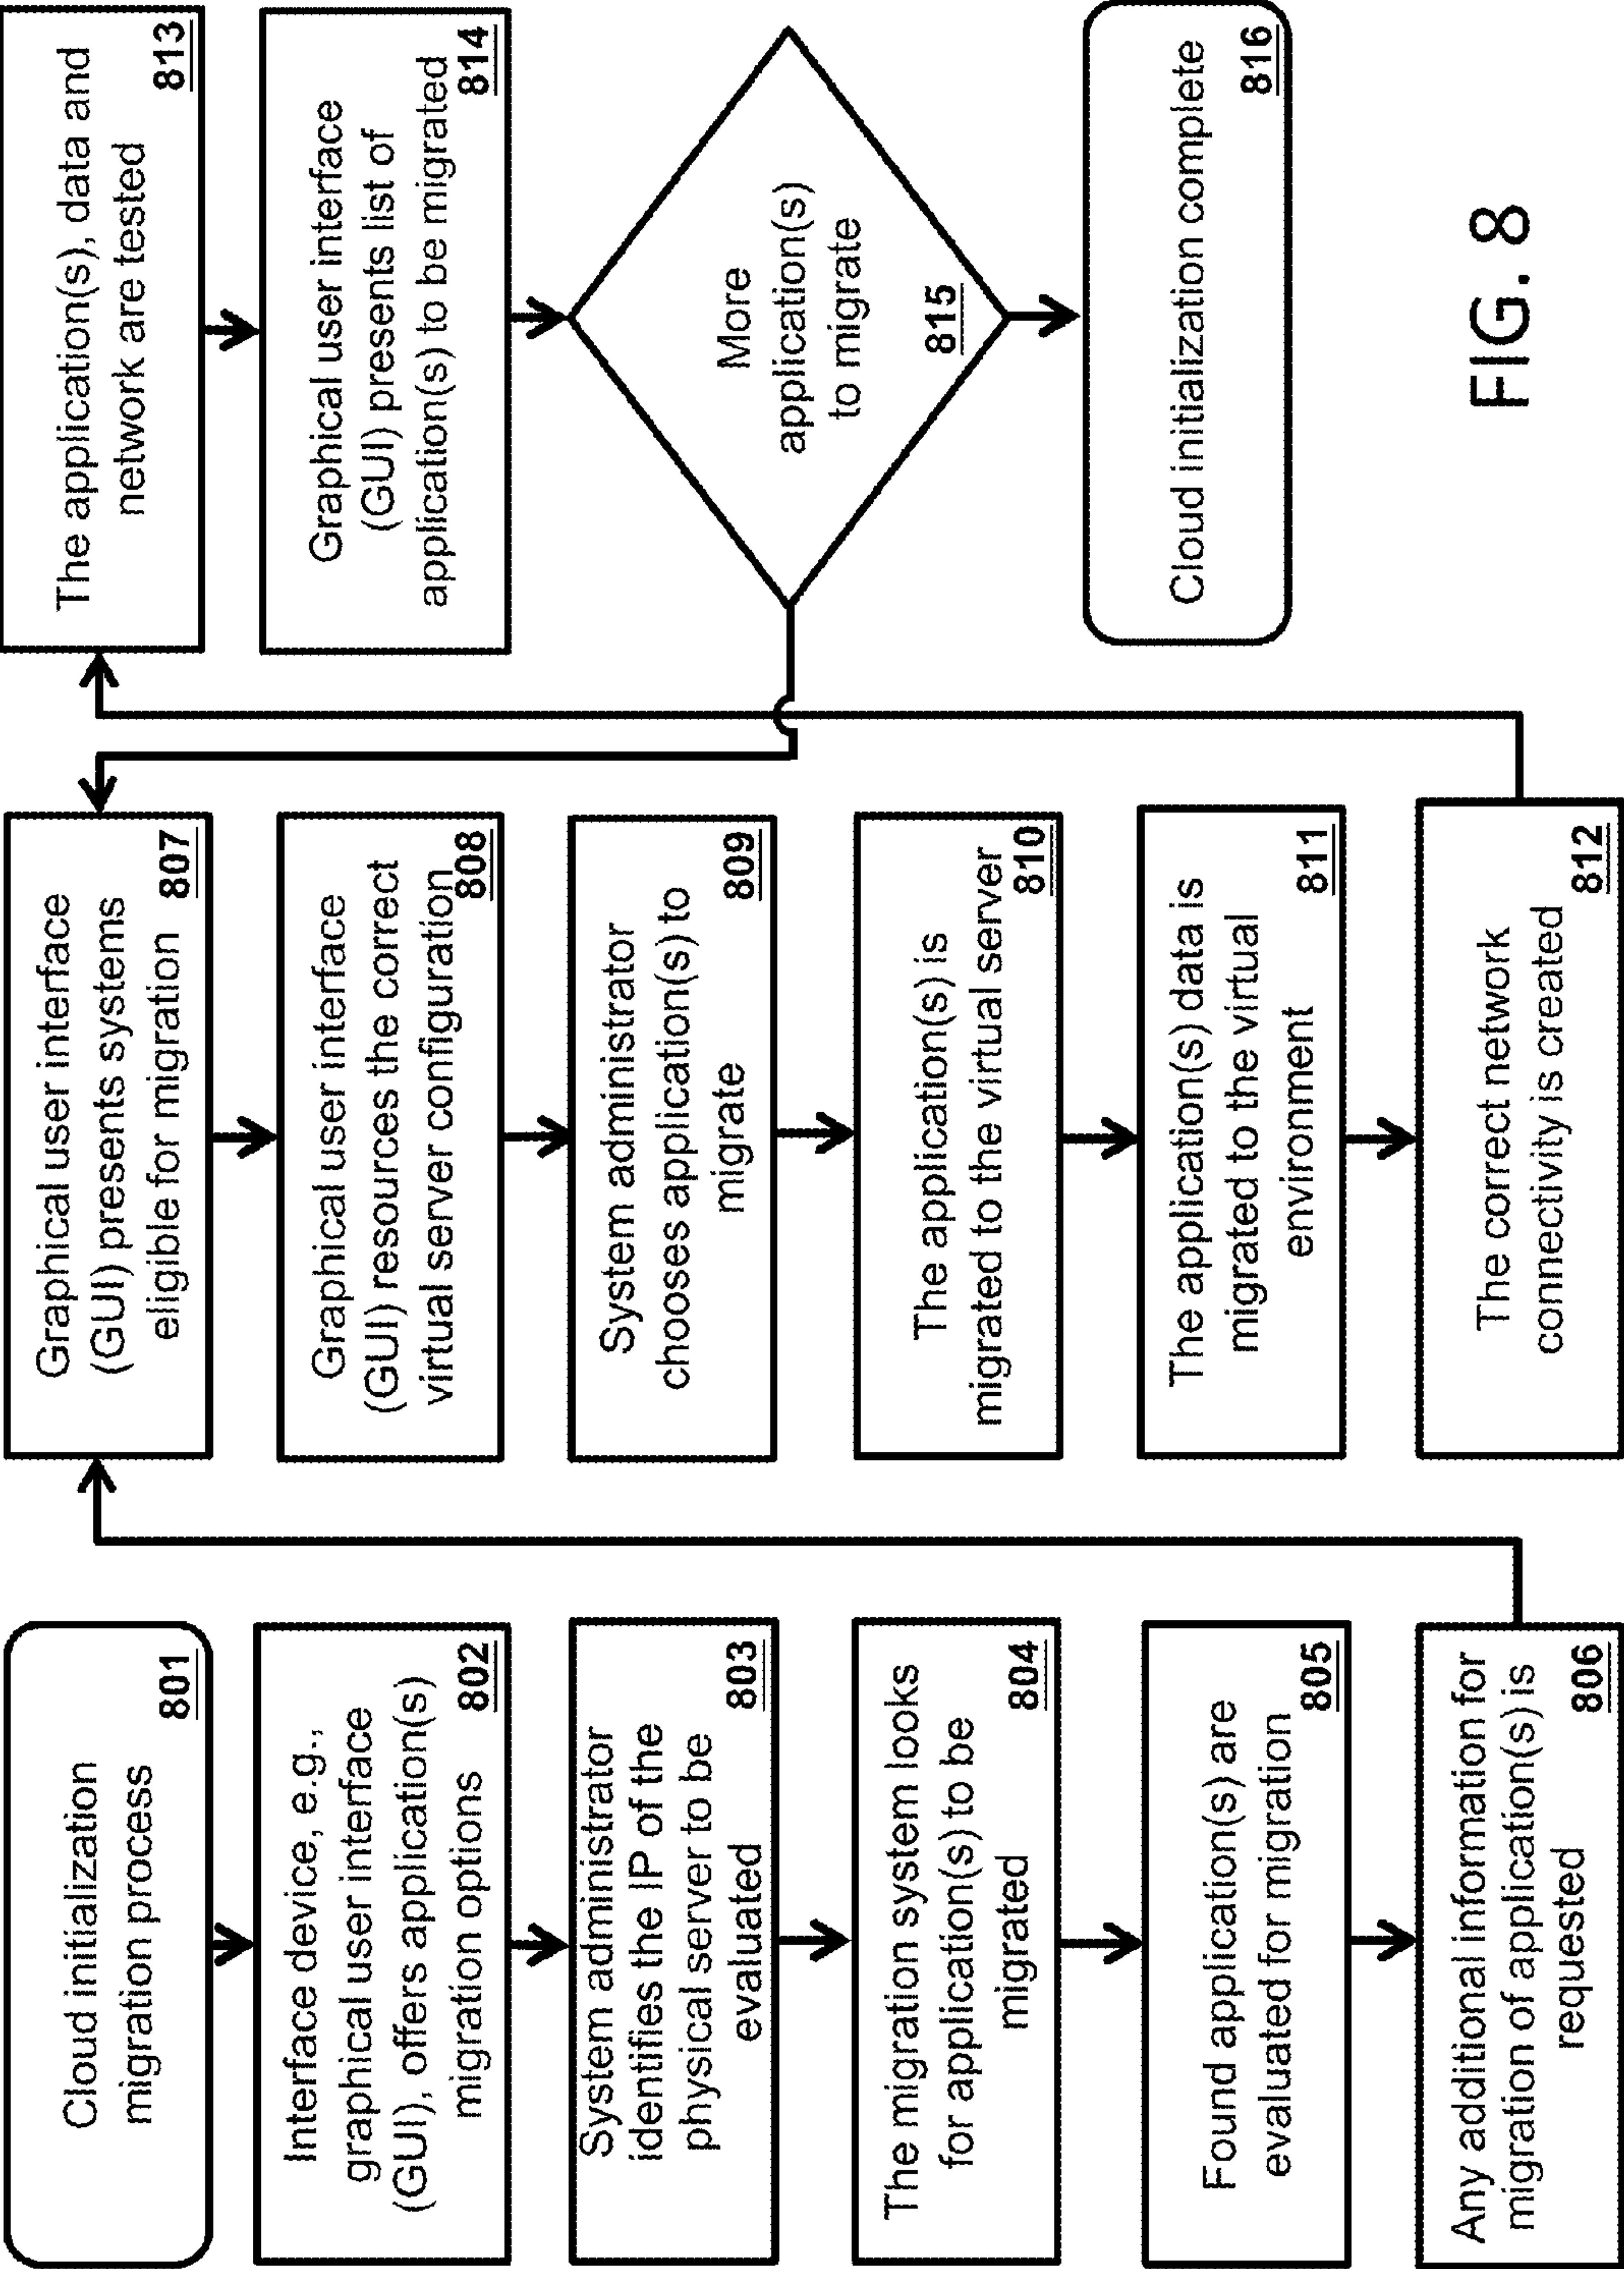 Cloud initialization
migration process
801
Interface device, e.g.,
graphical user interface
(GUI), offers application(s)
migration options
802
System administrator
identifies the IP of the
physical server to be
evaluated
803
The migration system looks
for application(s) to be
migrated
804
Found application(s) are
evaluated for migration
805
Any additional information for
migration of application(s) is
requested
806
Graphical user interface
(GUI) presents systems
eligible for migration
807
Graphical user interface
(GUI) resources the correct
virtual server configuration
808
System administrator
chooses application(s) to
migrate
809
The application(s) is
migrated to the virtual server
810
The application(s) data is
migrated to the virtual
environment
811
The correct network
connectivity is created
812
The application(s), data and
network are tested
813
Graphical user interface
(GUI) presents list of
application(s) to be migrated
814
More
application(s)
to migrate
815
Cloud initialization complete
816
FIG. 8